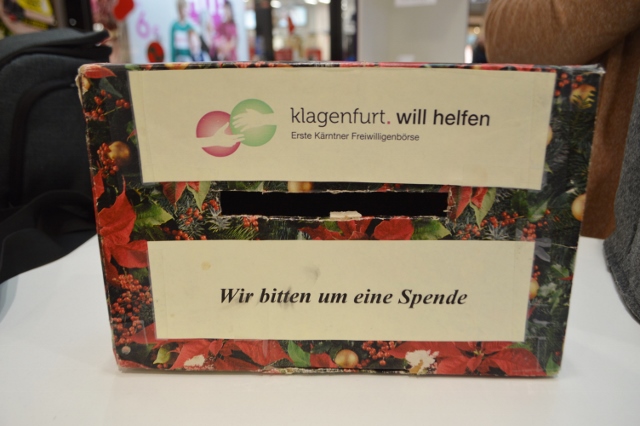 klagenfurt. will helfen
Erste Kärntner Freiwilligenbörse
Wir bitten um eine Spende